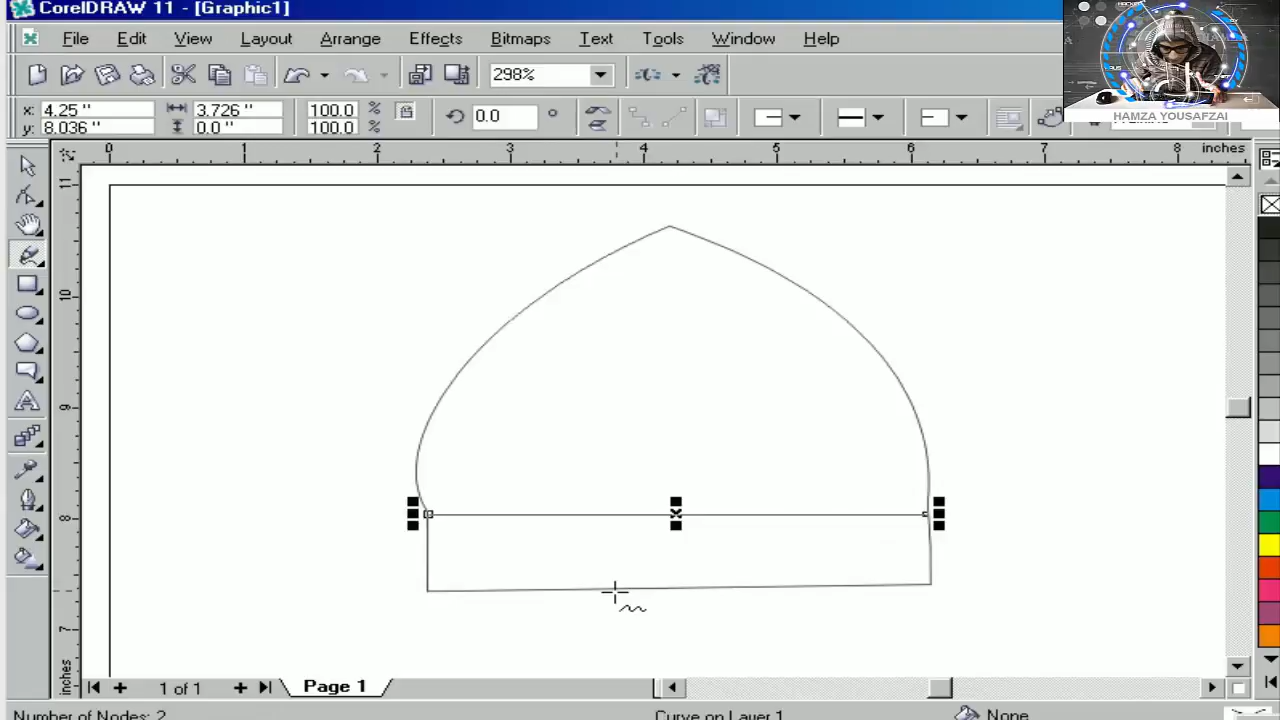 CorelDRAW 11 - [Graphic1]
File Edit View Layout Arrange Effects Bitmaps Text Tools Window Help
298%
x: 4.25 " 3.726 " 100.0 % 0.0 °
y: 8.036 " 0.0 " 100.0 %
HAMZA YOUSAFZAI
0 1 2 3 4 5 6 7 8 inches
11
10
9
8
7
inches
1 of 1 Page 1
Number of Nodes: 2 Curve on Layer 1 None